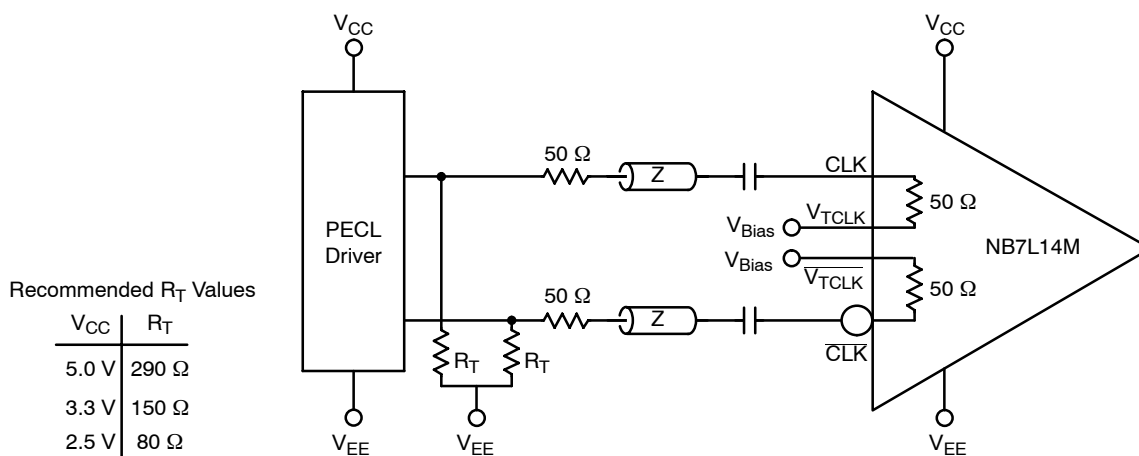 V_CC
V_CC
50 Ω
Z
CLK
50 Ω
V_Bias
V_TCLK
PECL
Driver
V_Bias
V_TCLK
NB7L14M
50 Ω
50 Ω
Z
CLK
R_T
R_T
V_EE
V_EE
V_EE
Recommended R_T Values
V_CC R_T
5.0 V 290 Ω
3.3 V 150 Ω
2.5 V 80 Ω